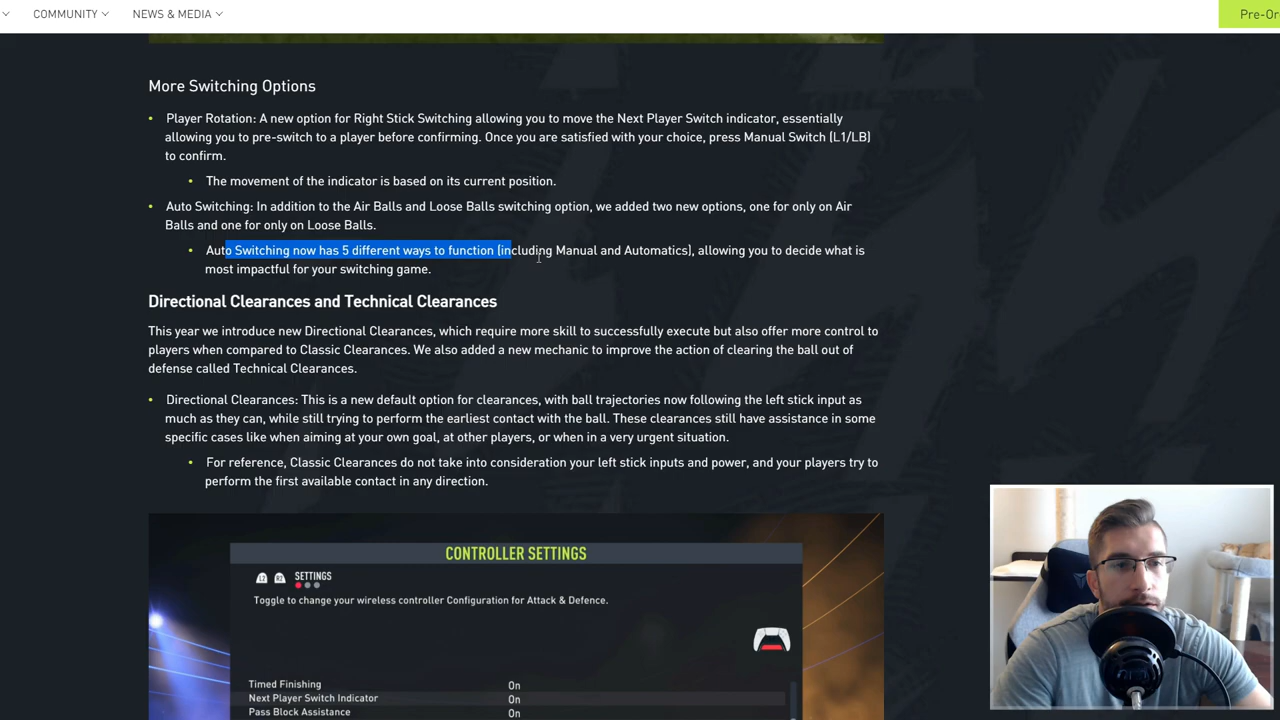 COMMUNITY
NEWS & MEDIA
Pre-Or
More Switching Options
• Player Rotation: A new option for Right Stick Switching allowing you to move the Next Player Switch indicator, essentially
allowing you to pre-switch to a player before confirming. Once you are satisfied with your choice, press Manual Switch (L1/LB)
to confirm.
• The movement of the indicator is based on its current position.
• Auto Switching: In addition to the Air Balls and Loose Balls switching option, we added two new options, one for only on Air
Balls and one for only on Loose Balls.
• Auto Switching now has 5 different ways to function (including Manual and Automatics), allowing you to decide what is
most impactful for your switching game.
Directional Clearances and Technical Clearances
This year we introduce new Directional Clearances, which require more skill to successfully execute but also offer more control to
players when compared to Classic Clearances. We also added a new mechanic to improve the action of clearing the ball out of
defense called Technical Clearances.
• Directional Clearances: This is a new default option for clearances, with ball trajectories now following the left stick input as
much as they can, while still trying to perform the earliest contact with the ball. These clearances still have assistance in some
specific cases like when aiming at your own goal, at other players, or when in a very urgent situation.
• For reference, Classic Clearances do not take into consideration your left stick inputs and power, and your players try to
perform the first available contact in any direction.
CONTROLLER SETTINGS
L2 R2 SETTINGS
Toggle to change your wireless controller Configuration for Attack & Defence.
Timed Finishing On
Next Player Switch Indicator On
Pass Block Assistance On